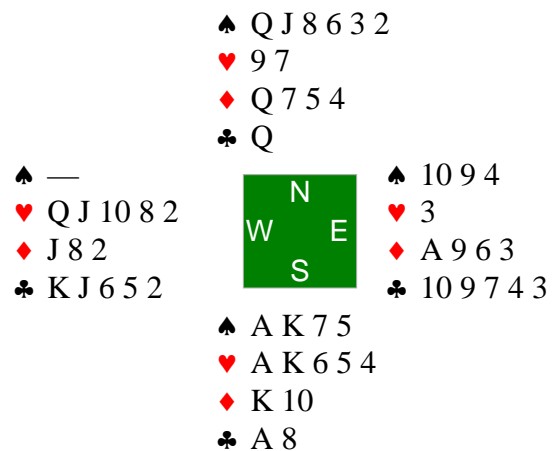 ♠ Q J 8 6 3 2
♥ 9 7
♦ Q 7 5 4
♣ Q
♠ —
♥ Q J 10 8 2
♦ J 8 2
♣ K J 6 5 2
N
W E
S
♠ 10 9 4
♥ 3
♦ A 9 6 3
♣ 10 9 7 4 3
♠ A K 7 5
♥ A K 6 5 4
♦ K 10
♣ A 8